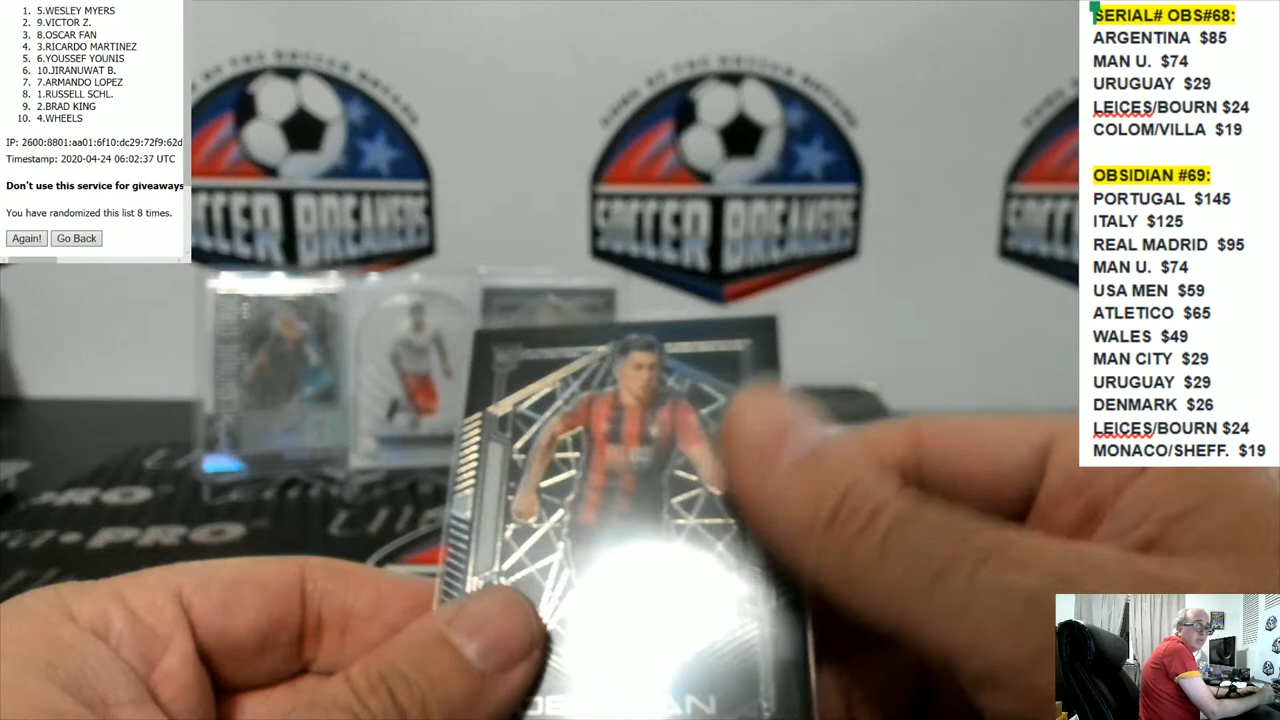 1. 5.WESLEY MYERS
2. 9.VICTOR Z.
3. 8.OSCAR FAN
4. 3.RICARDO MARTINEZ
5. 6.YOUSSEF YOUNIS
6. 10.JIRANUWAT B.
7. 7.ARMANDO LOPEZ
8. 1.RUSSELL SCHL.
9. 2.BRAD KING
10. 4.WHEELS
IP: 2600:8801:aa01:6f10:dc29:72f9:62d
Timestamp: 2020-04-24 06:02:37 UTC
Don't use this service for giveaways
You have randomized this list 8 times.
Again! Go Back
SOCCER BREAKERS
SOCCER BREAKERS
SERIAL# OBS#68:
ARGENTINA $85
MAN U. $74
URUGUAY $29
LEICES/BOURN $24
COLOM/VILLA $19
OBSIDIAN #69:
PORTUGAL $145
ITALY $125
REAL MADRID $95
MAN U. $74
USA MEN $59
ATLETICO $65
WALES $49
MAN CITY $29
URUGUAY $29
DENMARK $26
LEICES/BOURN $24
MONACO/SHEFF. $19
PRO